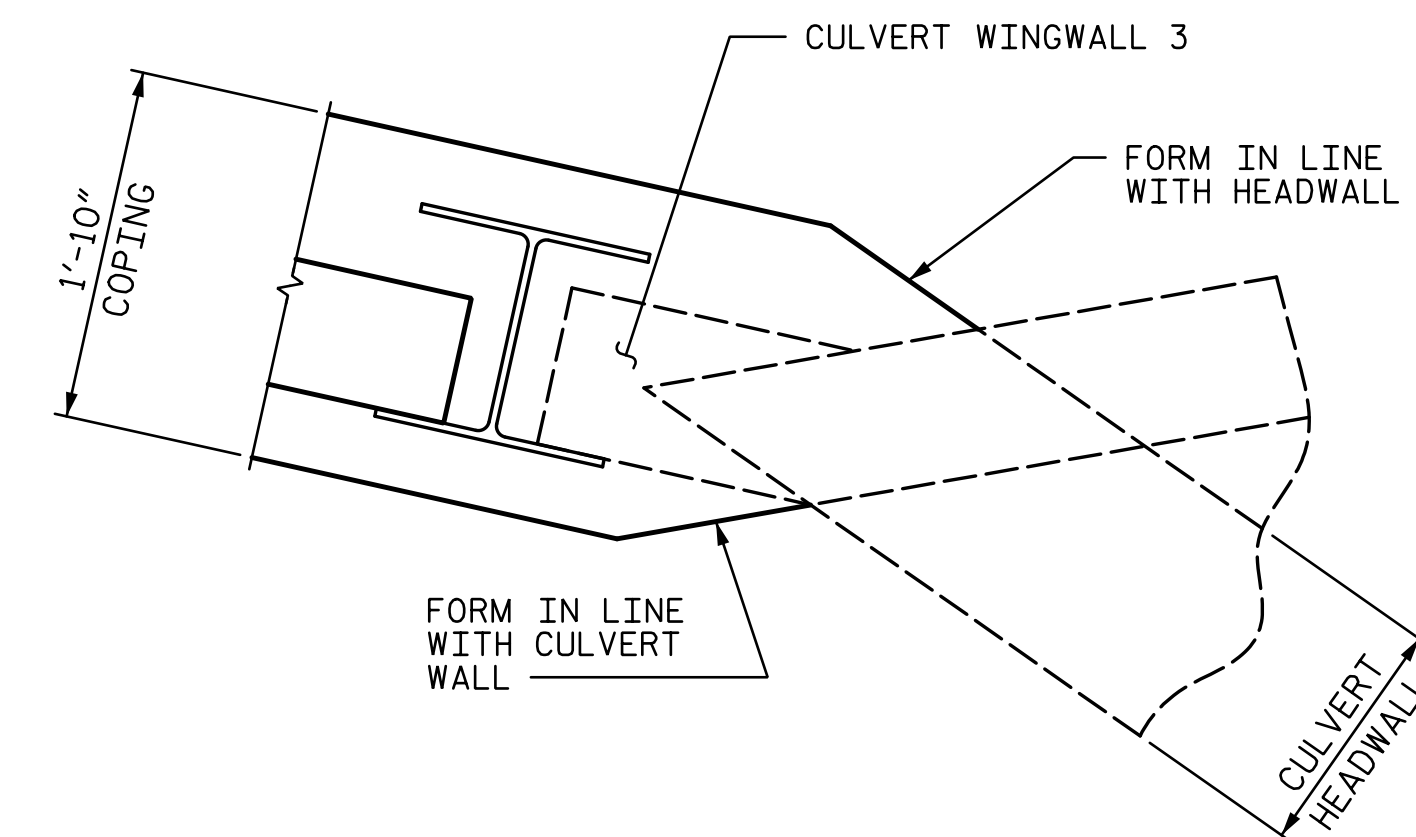 CULVERT WINGWALL 3
FORM IN LINE
WITH HEADWALL
1'-10"
COPING
FORM IN LINE
WITH CULVERT
WALL
CULVERT
HEADWALL